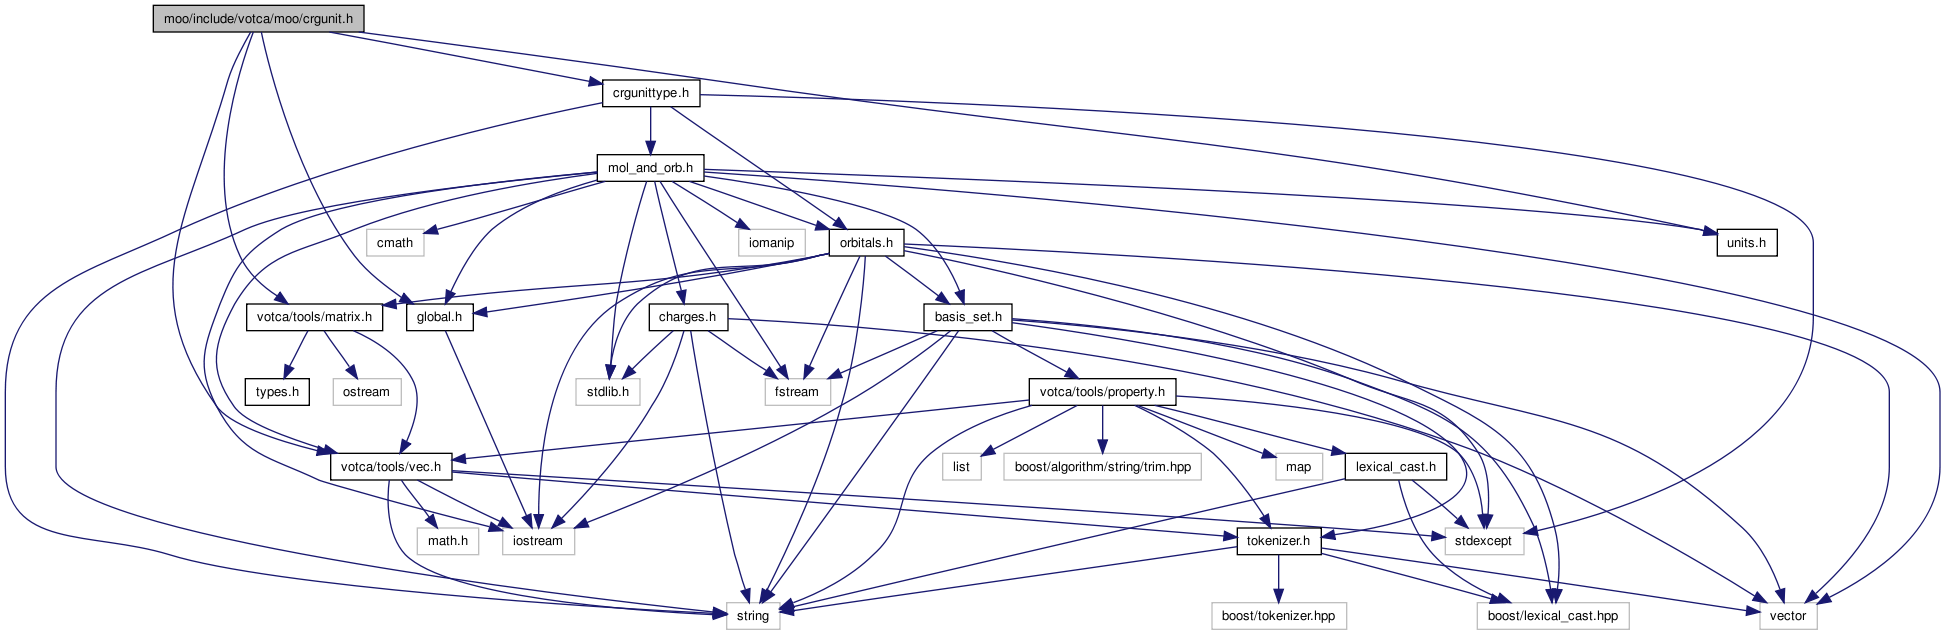 moo/include/votca/moo/crgunit.h
crgunittype.h
mol_and_orb.h
cmath
iomanip
orbitals.h
units.h
votca/tools/matrix.h
global.h
charges.h
basis_set.h
types.h
ostream
stdlib.h
fstream
votca/tools/property.h
votca/tools/vec.h
list
boost/algorithm/string/trim.hpp
map
lexical_cast.h
math.h
iostream
tokenizer.h
stdexcept
string
boost/tokenizer.hpp
boost/lexical_cast.hpp
vector